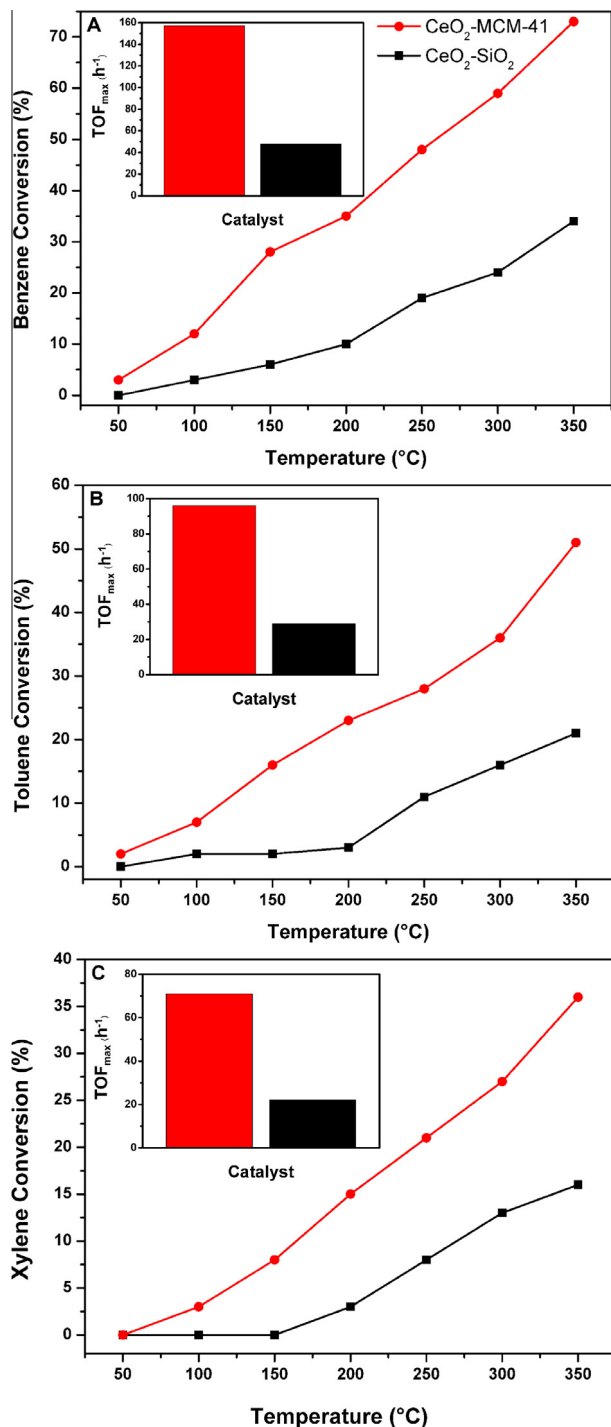 A
CeO₂-MCM-41
CeO₂-SiO₂
TOFmax (h⁻¹)
160
140
120
100
80
60
40
20
0
Catalyst
Benzene Conversion (%)
70
60
50
40
30
20
10
0
50 100 150 200 250 300 350
Temperature (°C)
B
TOFmax (h⁻¹)
100
80
60
40
20
0
Catalyst
Toluene Conversion (%)
60
50
40
30
20
10
0
50 100 150 200 250 300 350
Temperature (°C)
C
TOFmax (h⁻¹)
80
60
40
20
0
Catalyst
Xylene Conversion (%)
40
35
30
25
20
15
10
5
0
50 100 150 200 250 300 350
Temperature (°C)